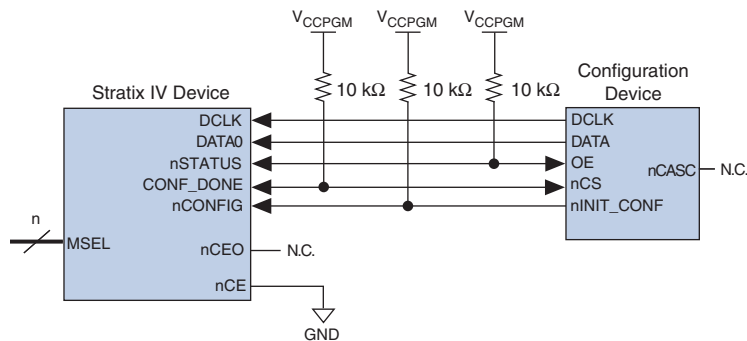 VCCPGM VCCPGM VCCPGM
10 kΩ 10 kΩ 10 kΩ
Stratix IV Device
Configuration
Device
DCLK DCLK
DATA0 DATA
nSTATUS OE
CONF_DONE nCS
nCONFIG nINIT_CONF
nCASC N.C.
n
MSEL
nCEO N.C.
nCE
GND